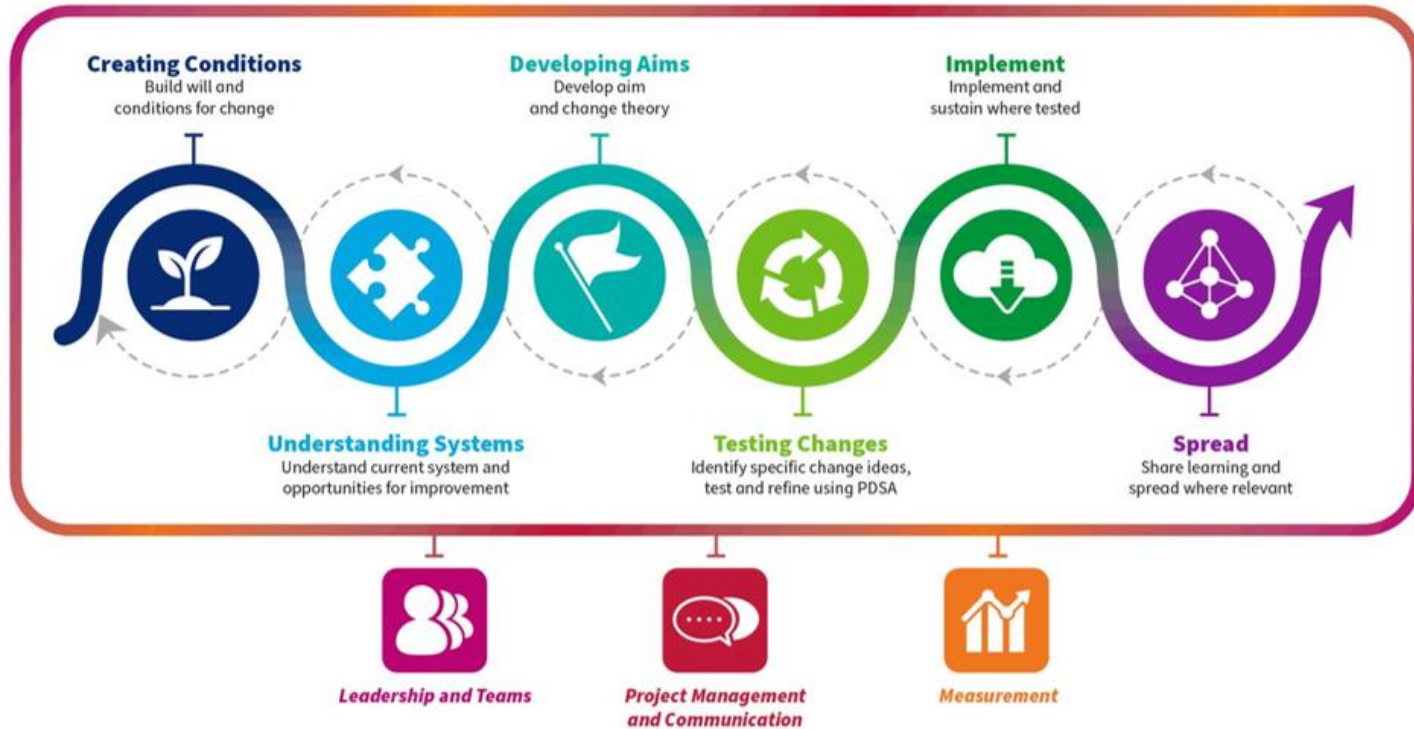 Creating Conditions
Build will and
conditions for change
Developing Aims
Develop aim
and change theory
Implement
Implement and
sustain where tested
Understanding Systems
Understand current system and
opportunities for improvement
Testing Changes
Identify specific change ideas,
test and refine using PDSA
Spread
Share learning and
spread where relevant
Leadership and Teams
Project Management
and Communication
Measurement